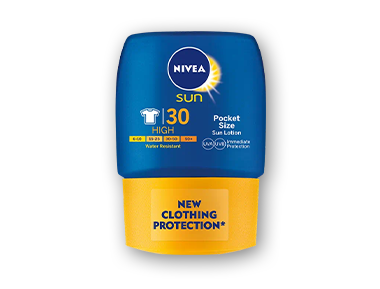 NIVEA
SUN
30
HIGH
Water Resistant
Pocket
Size
Sun Lotion
UVA UVB Immediate
Protection
NEW
CLOTHING
PROTECTION*